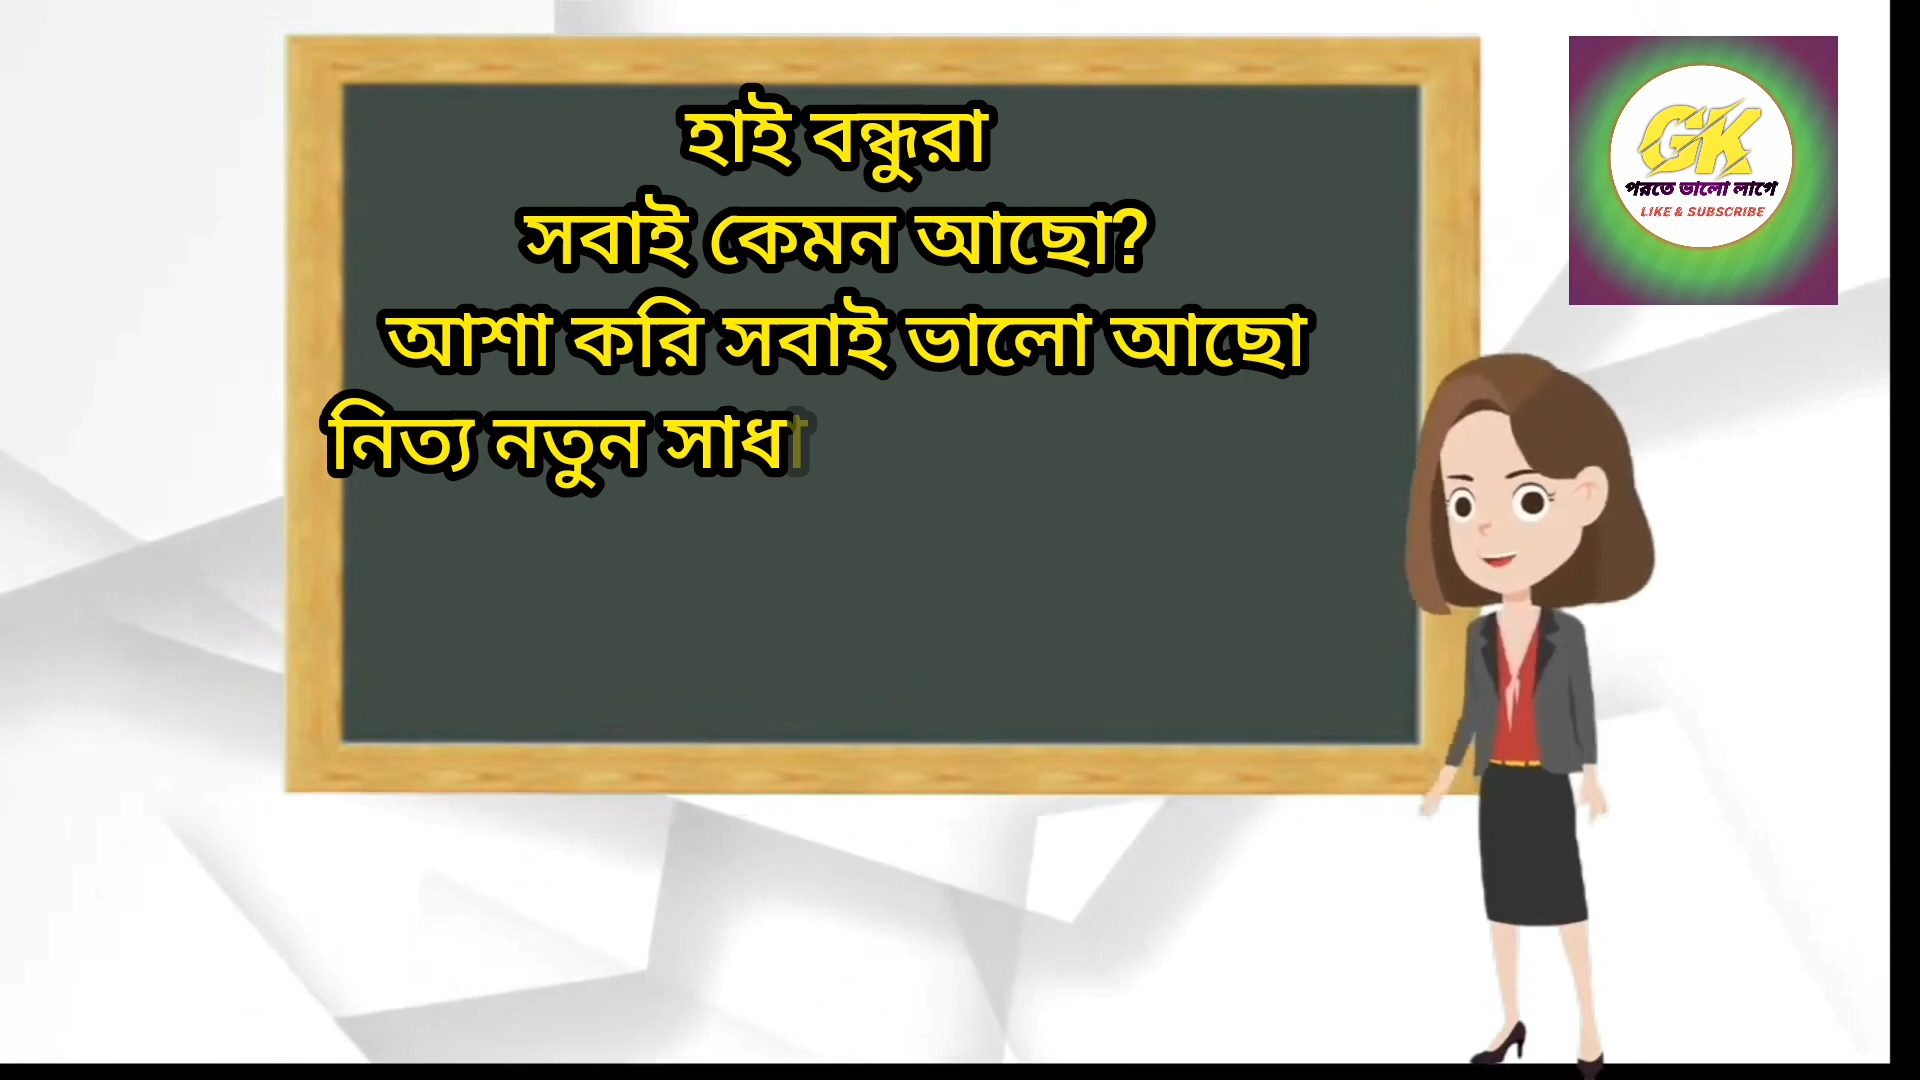 হাই বন্ধুরা
সবাই কেমন আছো?
আশা করি সবাই ভালো আছো
নিত্য নতুন সাধা
GK
পরতে ভালো লাগে
LIKE & SUBSCRIBE